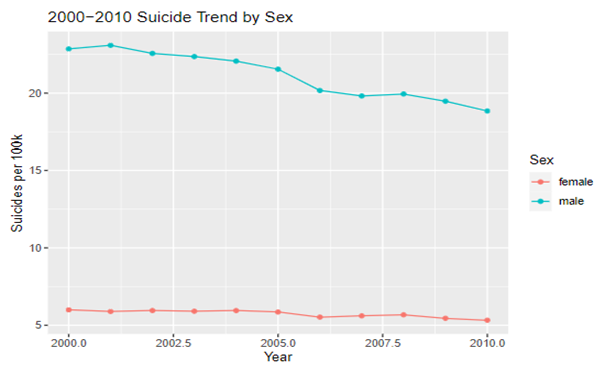 2000−2010 Suicide Trend by Sex
Suicides per 100k
20
15
10
5
2000.0 2002.5 2005.0 2007.5 2010.0
Year
Sex
female
male